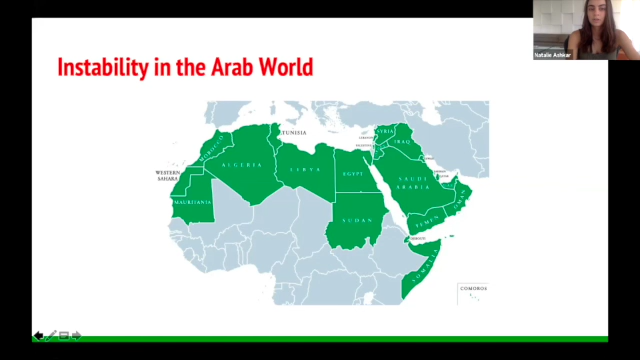 Natalie Ashkar
Instability in the Arab World
TUNISIA
MOROCCO
ALGERIA
LIBYA
EGYPT
SYRIA
IRAQ
WESTERN
SAHARA
MAURITANIA
SAUDI
ARABIA
OMAN
YEMEN
SUDAN
SOMALIA
COMOROS